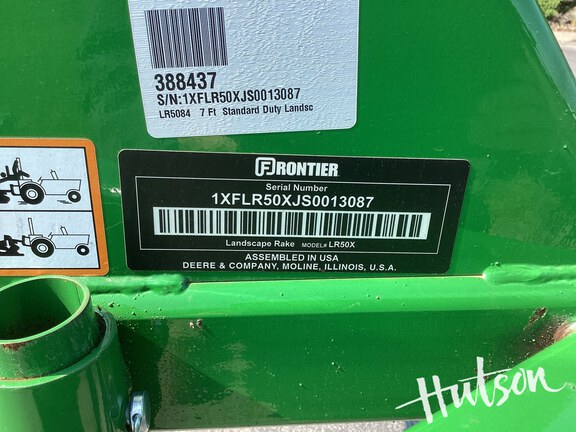 388437
S/N:1XFLR50XJS0013087
LR5084 7 Ft Standard Duty Landsc
FRONTIER
Serial Number
1XFLR50XJS0013087
Landscape Rake MODEL# LR50X
ASSEMBLED IN USA
DEERE & COMPANY, MOLINE, ILLINOIS, U.S.A.
Hutson